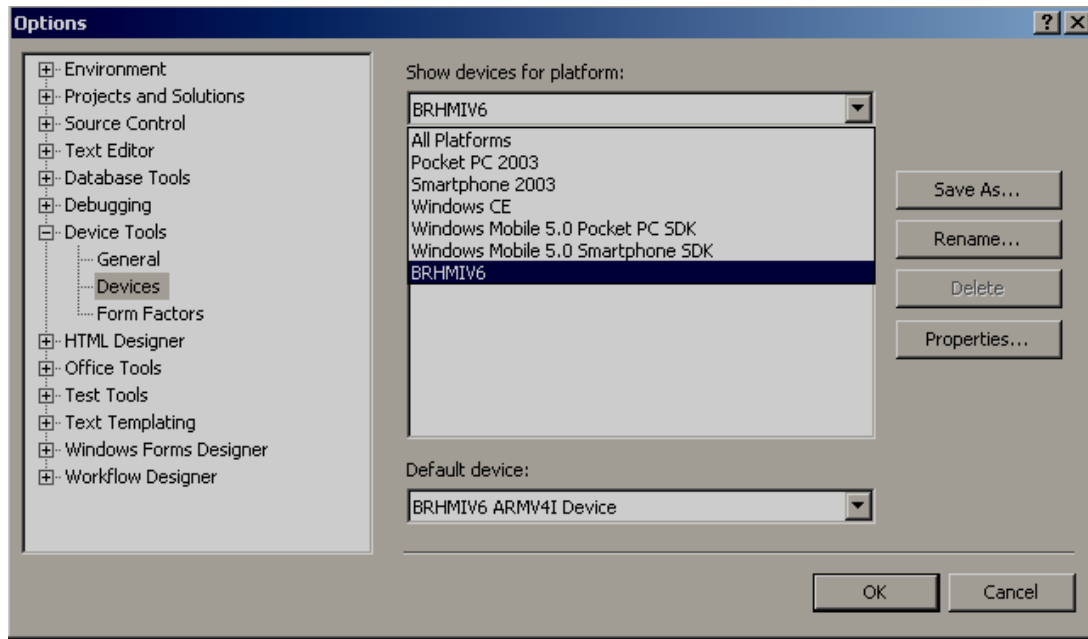 Options
Environment
Projects and Solutions
Source Control
Text Editor
Database Tools
Debugging
Device Tools
General
Devices
Form Factors
HTML Designer
Office Tools
Test Tools
Text Templating
Windows Forms Designer
Workflow Designer
Show devices for platform:
BRHMIV6
All Platforms
Pocket PC 2003
Smartphone 2003
Windows CE
Windows Mobile 5.0 Pocket PC SDK
Windows Mobile 5.0 Smartphone SDK
BRHMIV6
Save As...
Rename...
Delete
Properties...
Default device:
BRHMIV6 ARMV4I Device
OK
Cancel